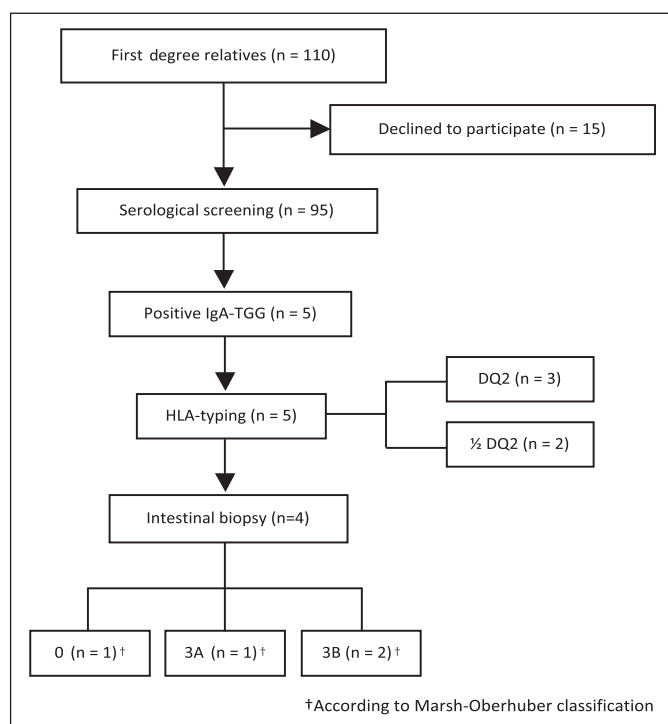 First degree relatives (n = 110)
Declined to participate (n = 15)
Serological screening (n = 95)
Positive IgA-TGG (n = 5)
HLA-typing (n = 5)
DQ2 (n = 3)
½ DQ2 (n = 2)
Intestinal biopsy (n=4)
0 (n = 1)†
3A (n = 1)†
3B (n = 2)†
†According to Marsh-Oberhuber classification